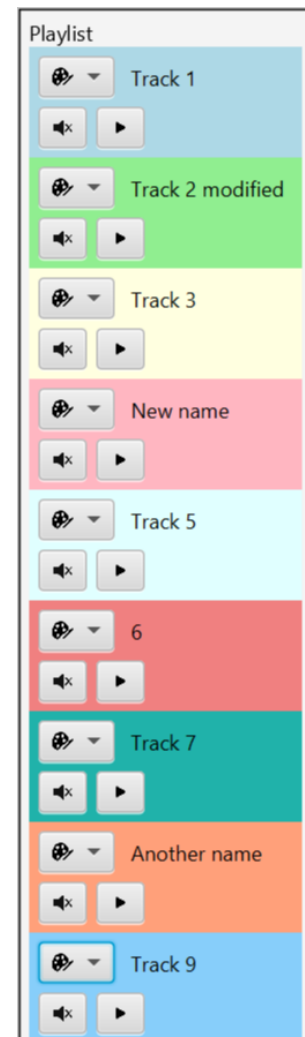 Playlist
Track 1
Track 2 modified
Track 3
New name
Track 5
6
Track 7
Another name
Track 9